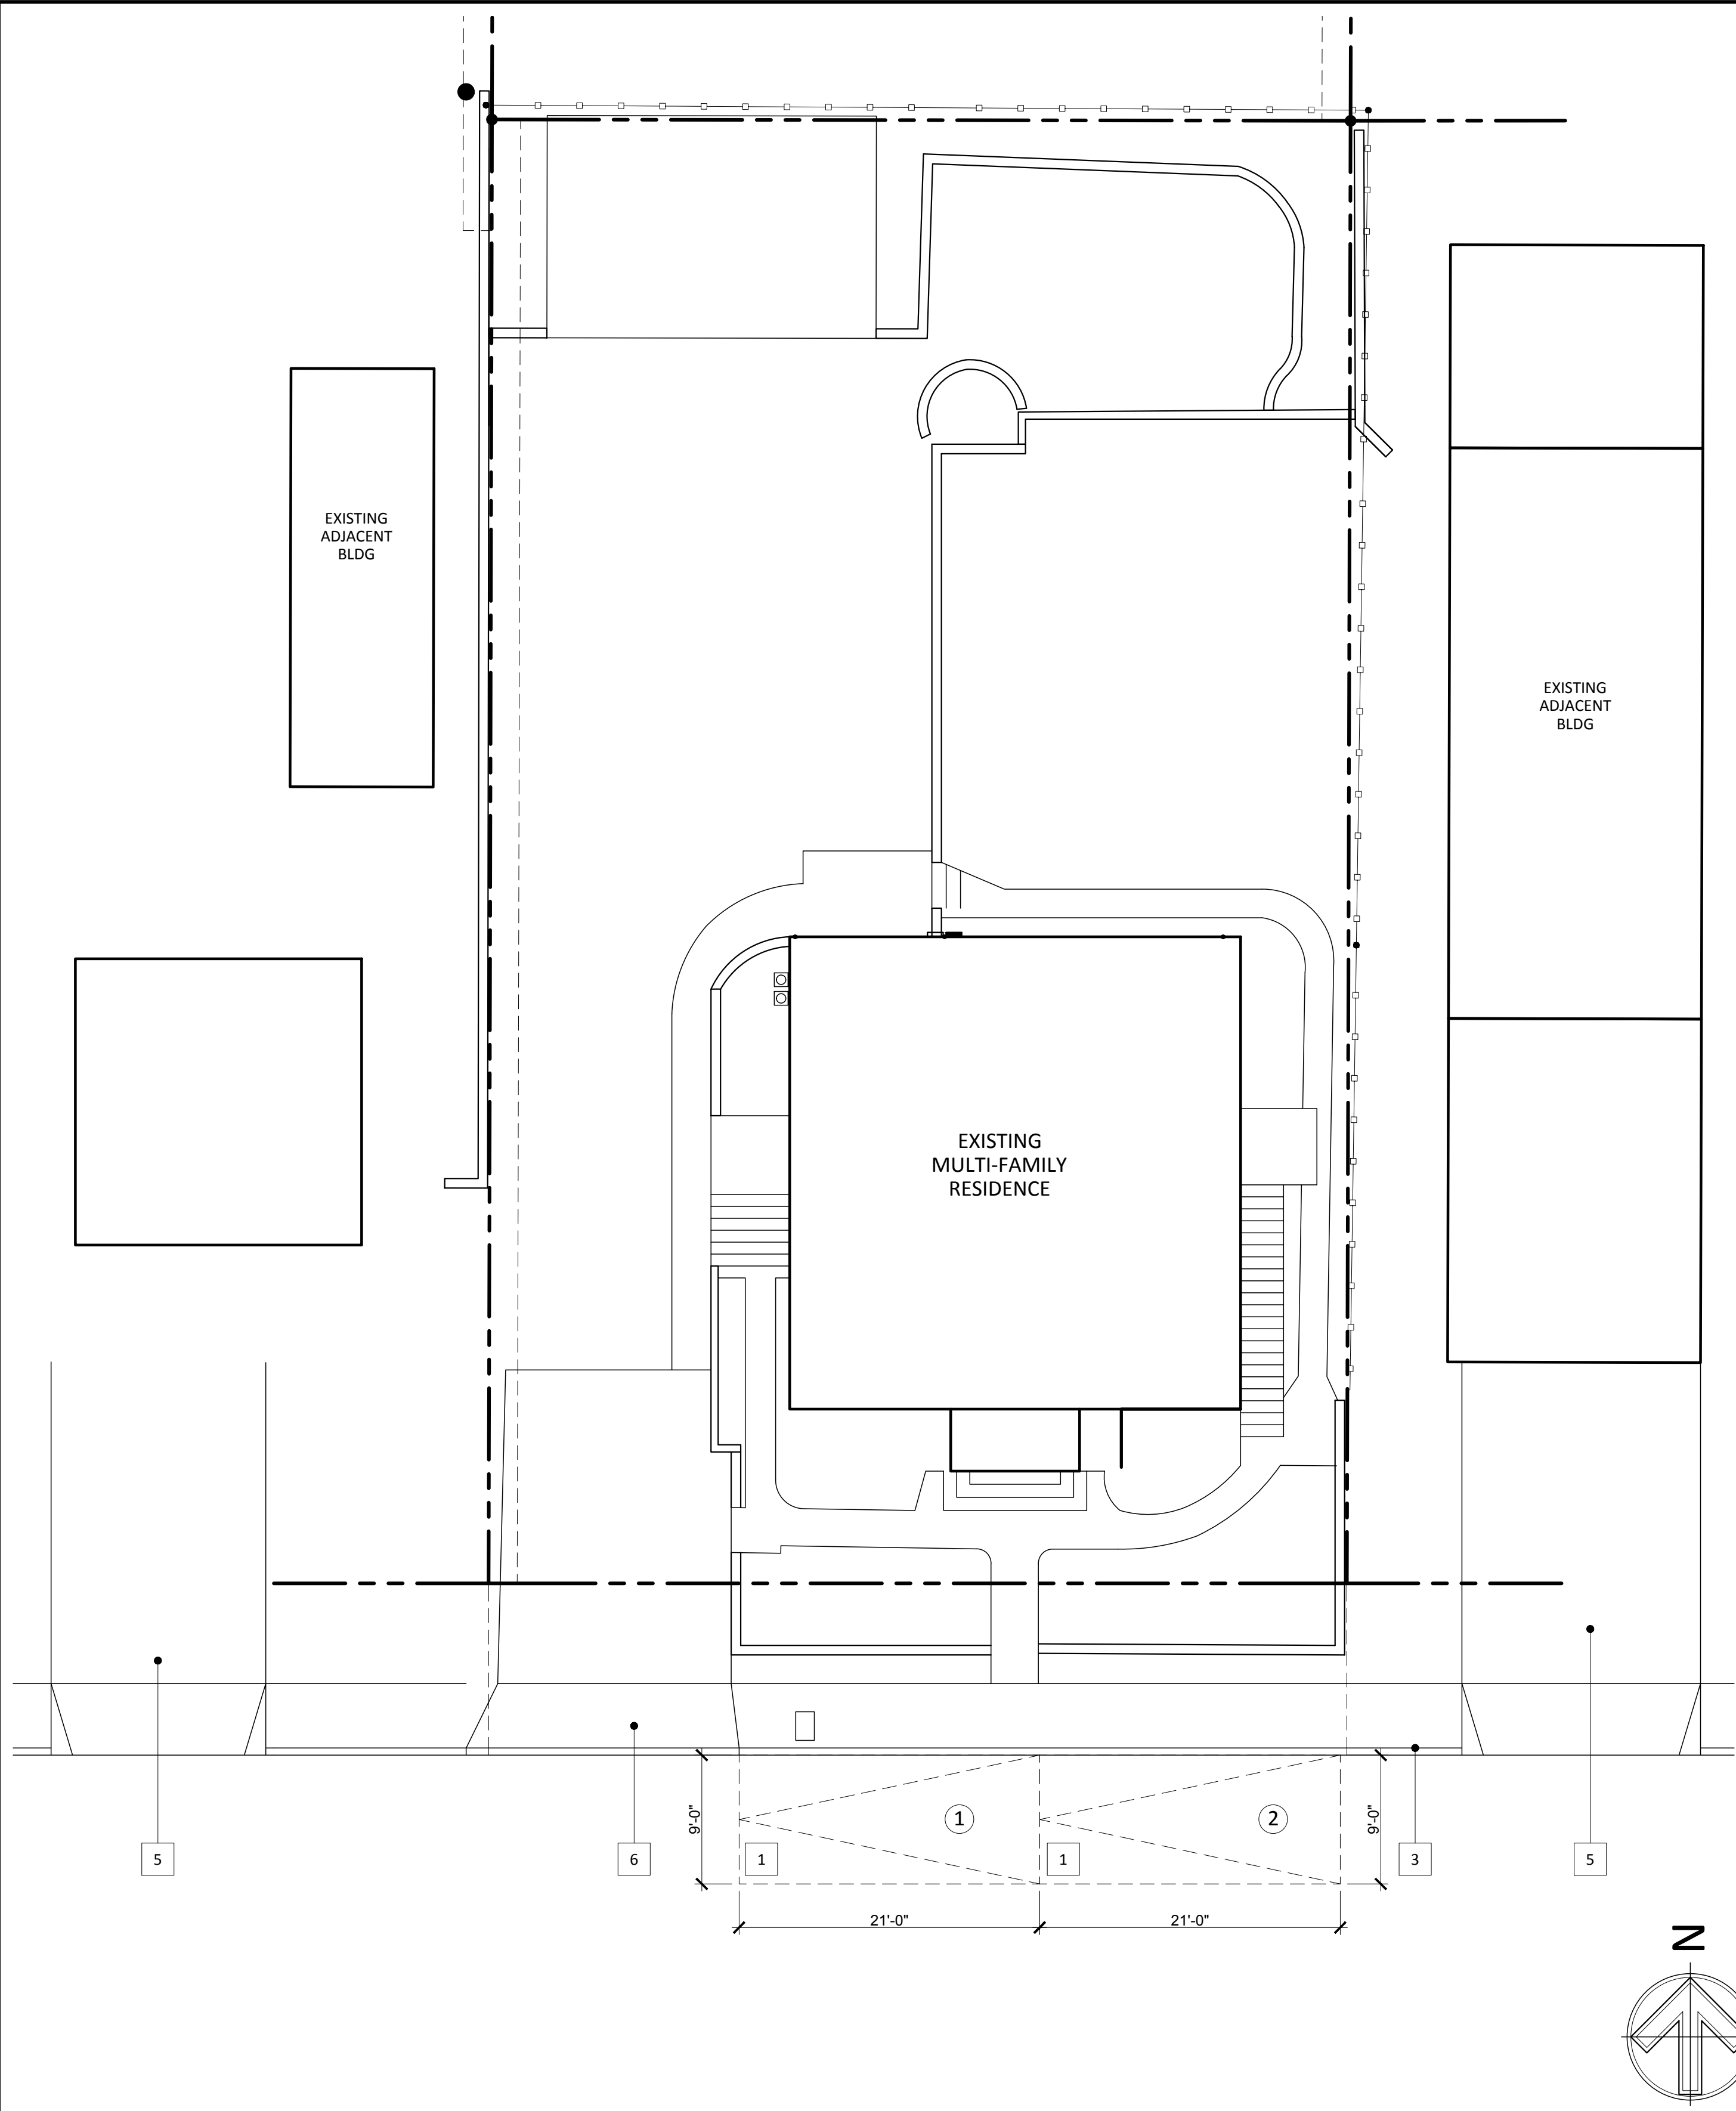 EXISTING
ADJACENT
BLDG
EXISTING
ADJACENT
BLDG
EXISTING
MULTI-FAMILY
RESIDENCE
9'-0"
1
2
9'-0"
5
6
1
1
3
5
21'-0"
21'-0"
N